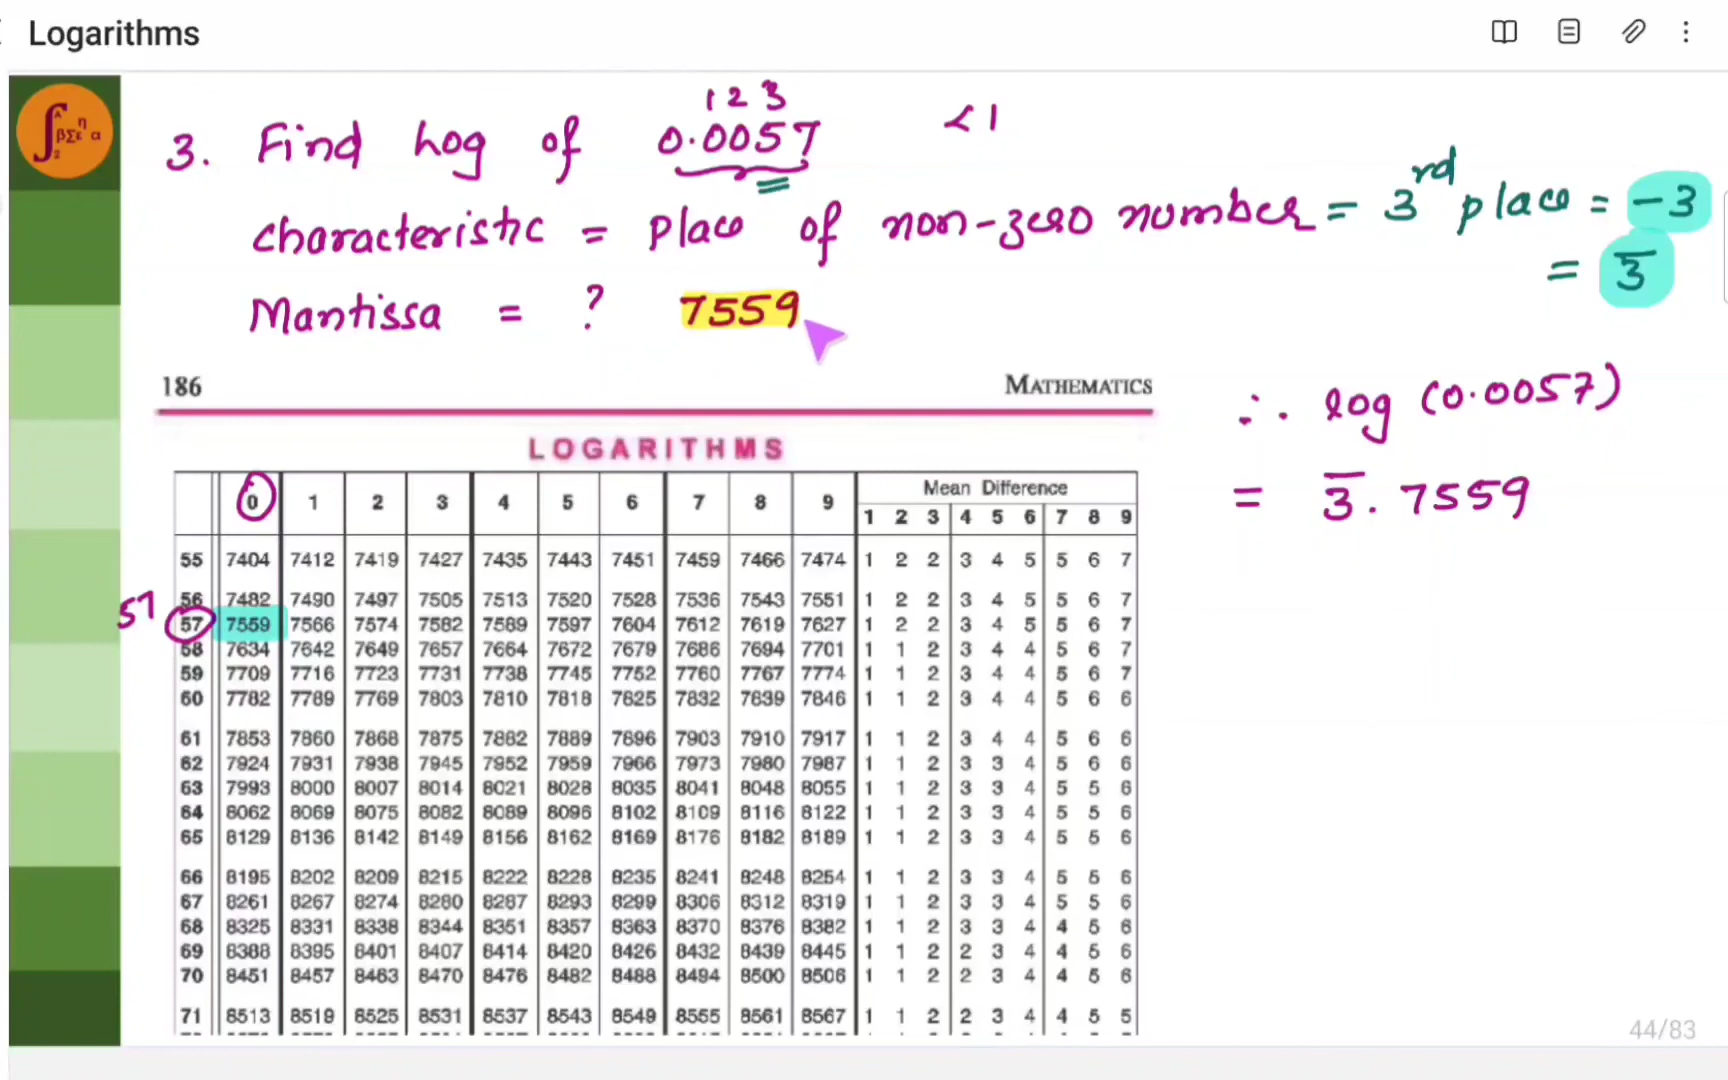 Logarithms
1 2 3
3. Find Log of 0.0057 <1
characteristic = place of non-zero number = 3rd place = -3
= 3̅
Mantissa = ? 7559
186 MATHEMATICS
∴ log (0.0057)
= 3̅.7559
LOGARITHMS
0 1 2 3 4 5 6 7 8 9 Mean Difference
1 2 3 4 5 6 7 8 9
55 7404 7412 7419 7427 7435 7443 7451 7459 7466 7474 1 2 2 3 4 5 5 6 7
56 7482 7490 7497 7505 7513 7520 7528 7536 7543 7551 1 2 2 3 4 5 5 6 7
57 57 7559 7566 7574 7582 7589 7597 7604 7612 7619 7627 1 2 2 3 4 5 5 6 7
58 7634 7642 7649 7657 7664 7672 7679 7686 7694 7701 1 1 2 3 4 4 5 6 7
59 7709 7716 7723 7731 7738 7745 7752 7760 7767 7774 1 1 2 3 4 4 5 6 7
60 7782 7789 7769 7803 7810 7818 7825 7832 7839 7846 1 1 2 3 4 4 5 6 6
61 7853 7860 7868 7875 7882 7889 7896 7903 7910 7917 1 1 2 3 4 4 5 6 6
62 7924 7931 7938 7945 7952 7959 7966 7973 7980 7987 1 1 2 3 3 4 5 6 6
63 7993 8000 8007 8014 8021 8028 8035 8041 8048 8055 1 1 2 3 3 4 5 5 6
64 8062 8069 8075 8082 8089 8096 8102 8109 8116 8122 1 1 2 3 3 4 5 5 6
65 8129 8136 8142 8149 8156 8162 8169 8176 8182 8189 1 1 2 3 3 4 5 5 6
66 8195 8202 8209 8215 8222 8228 8235 8241 8248 8254 1 1 2 3 3 4 5 5 6
67 8261 8267 8274 8280 8287 8293 8299 8306 8312 8319 1 1 2 3 3 4 5 5 6
68 8325 8331 8338 8344 8351 8357 8363 8370 8376 8382 1 1 2 3 3 4 4 5 6
69 8388 8395 8401 8407 8414 8420 8426 8432 8439 8445 1 1 2 2 3 4 4 5 6
70 8451 8457 8463 8470 8476 8482 8488 8494 8500 8506 1 1 2 2 3 4 4 5 6
71 8513 8519 8525 8531 8537 8543 8549 8555 8561 8567 1 1 2 2 3 4 4 5 5
44/83